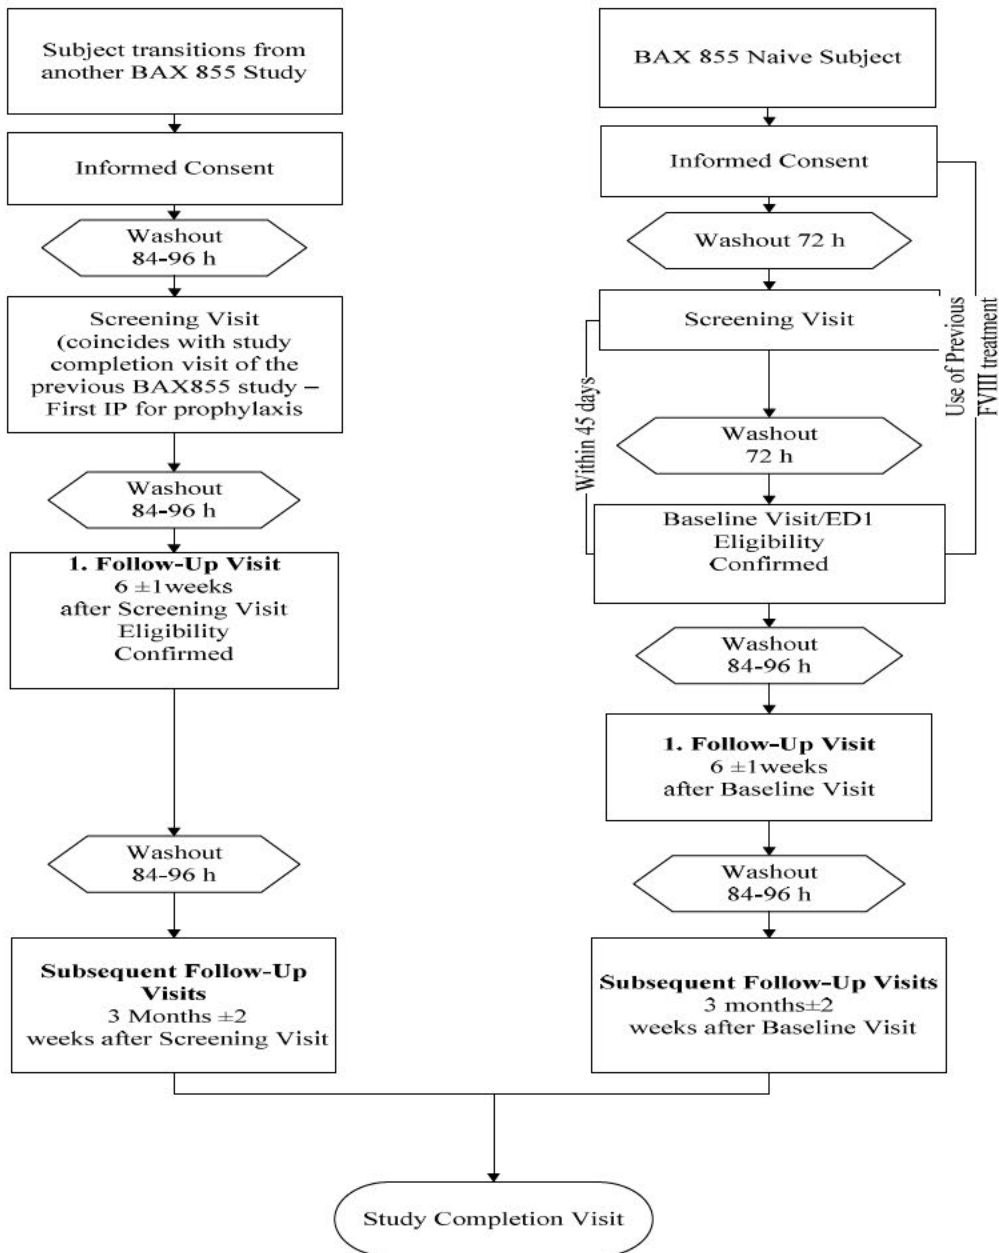 Subject transitions from
another BAX 855 Study
Informed Consent
Washout
84-96 h
Screening Visit
(coincides with study
completion visit of the
previous BAX855 study –
First IP for prophylaxis
Washout
84-96 h
1. Follow-Up Visit
6 ±1weeks
after Screening Visit
Eligibility
Confirmed
Washout
84-96 h
Subsequent Follow-Up
Visits
3 Months ±2
weeks after Screening Visit
BAX 855 Naive Subject
Informed Consent
Washout 72 h
Screening Visit
Within 45 days
Use of Previous
FVIII treatment
Washout
72 h
Baseline Visit/ED1
Eligibility
Confirmed
Washout
84-96 h
1. Follow-Up Visit
6 ±1weeks
after Baseline Visit
Washout
84-96 h
Subsequent Follow-Up Visits
3 months±2
weeks after Baseline Visit
Study Completion Visit